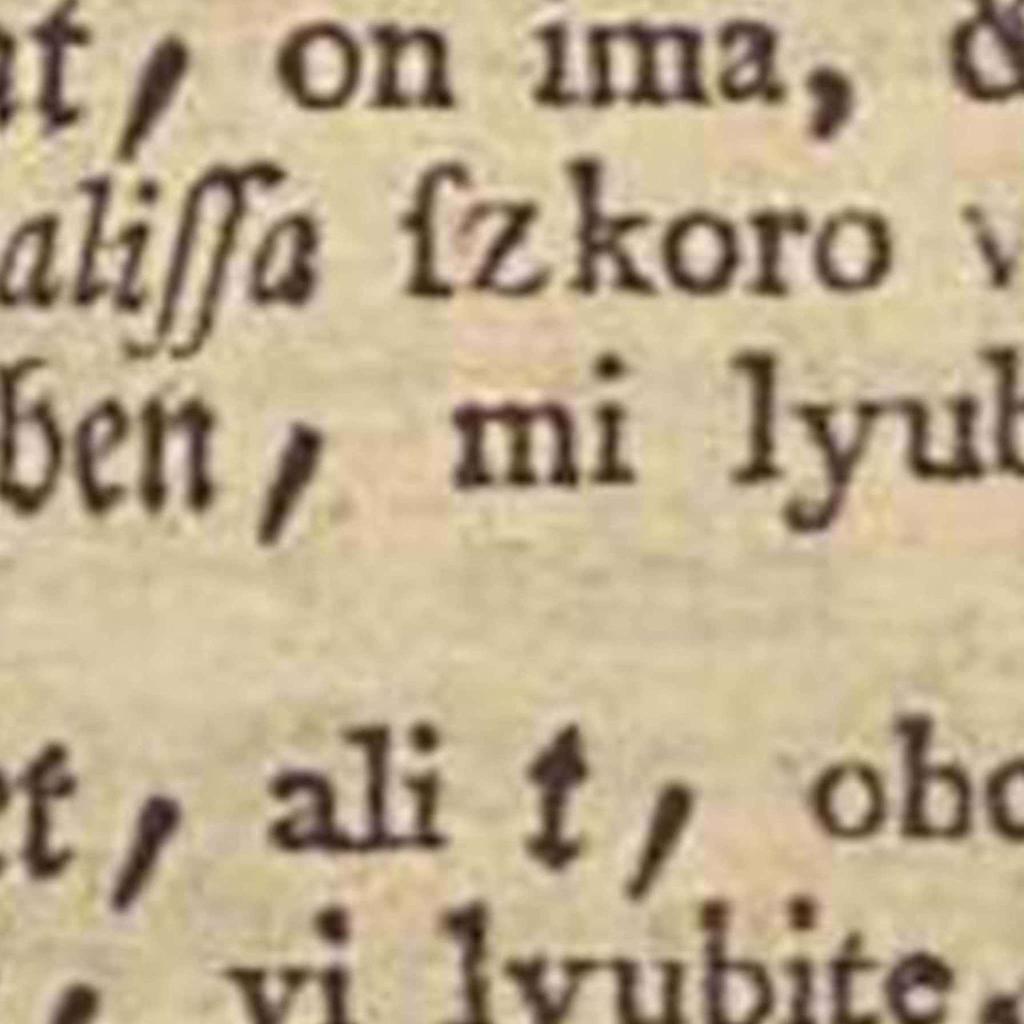 at, on ima, &
aliſſa ſzkoro v
ben, mi lyub
et, ali t, obo
, vi lyubite,